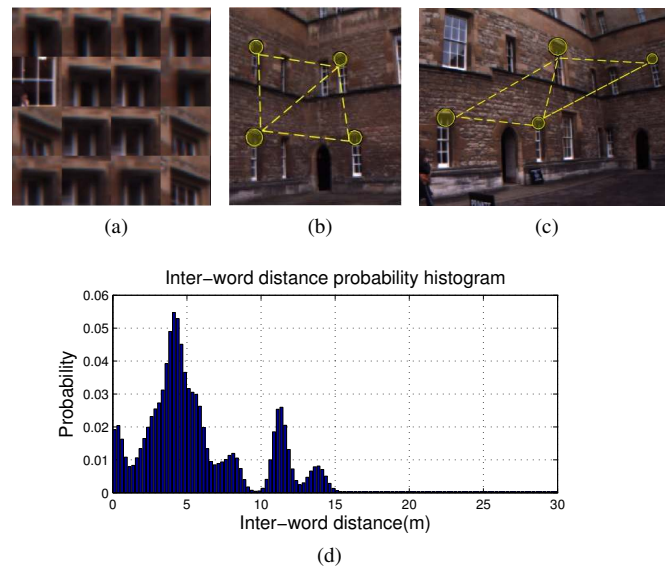 (a)
(b)
(c)
Inter−word distance probability histogram
0.06
0.05
0.04
0.03
0.02
0.01
0
Probability
0 5 10 15 20 25 30
Inter−word distance(m)
(d)